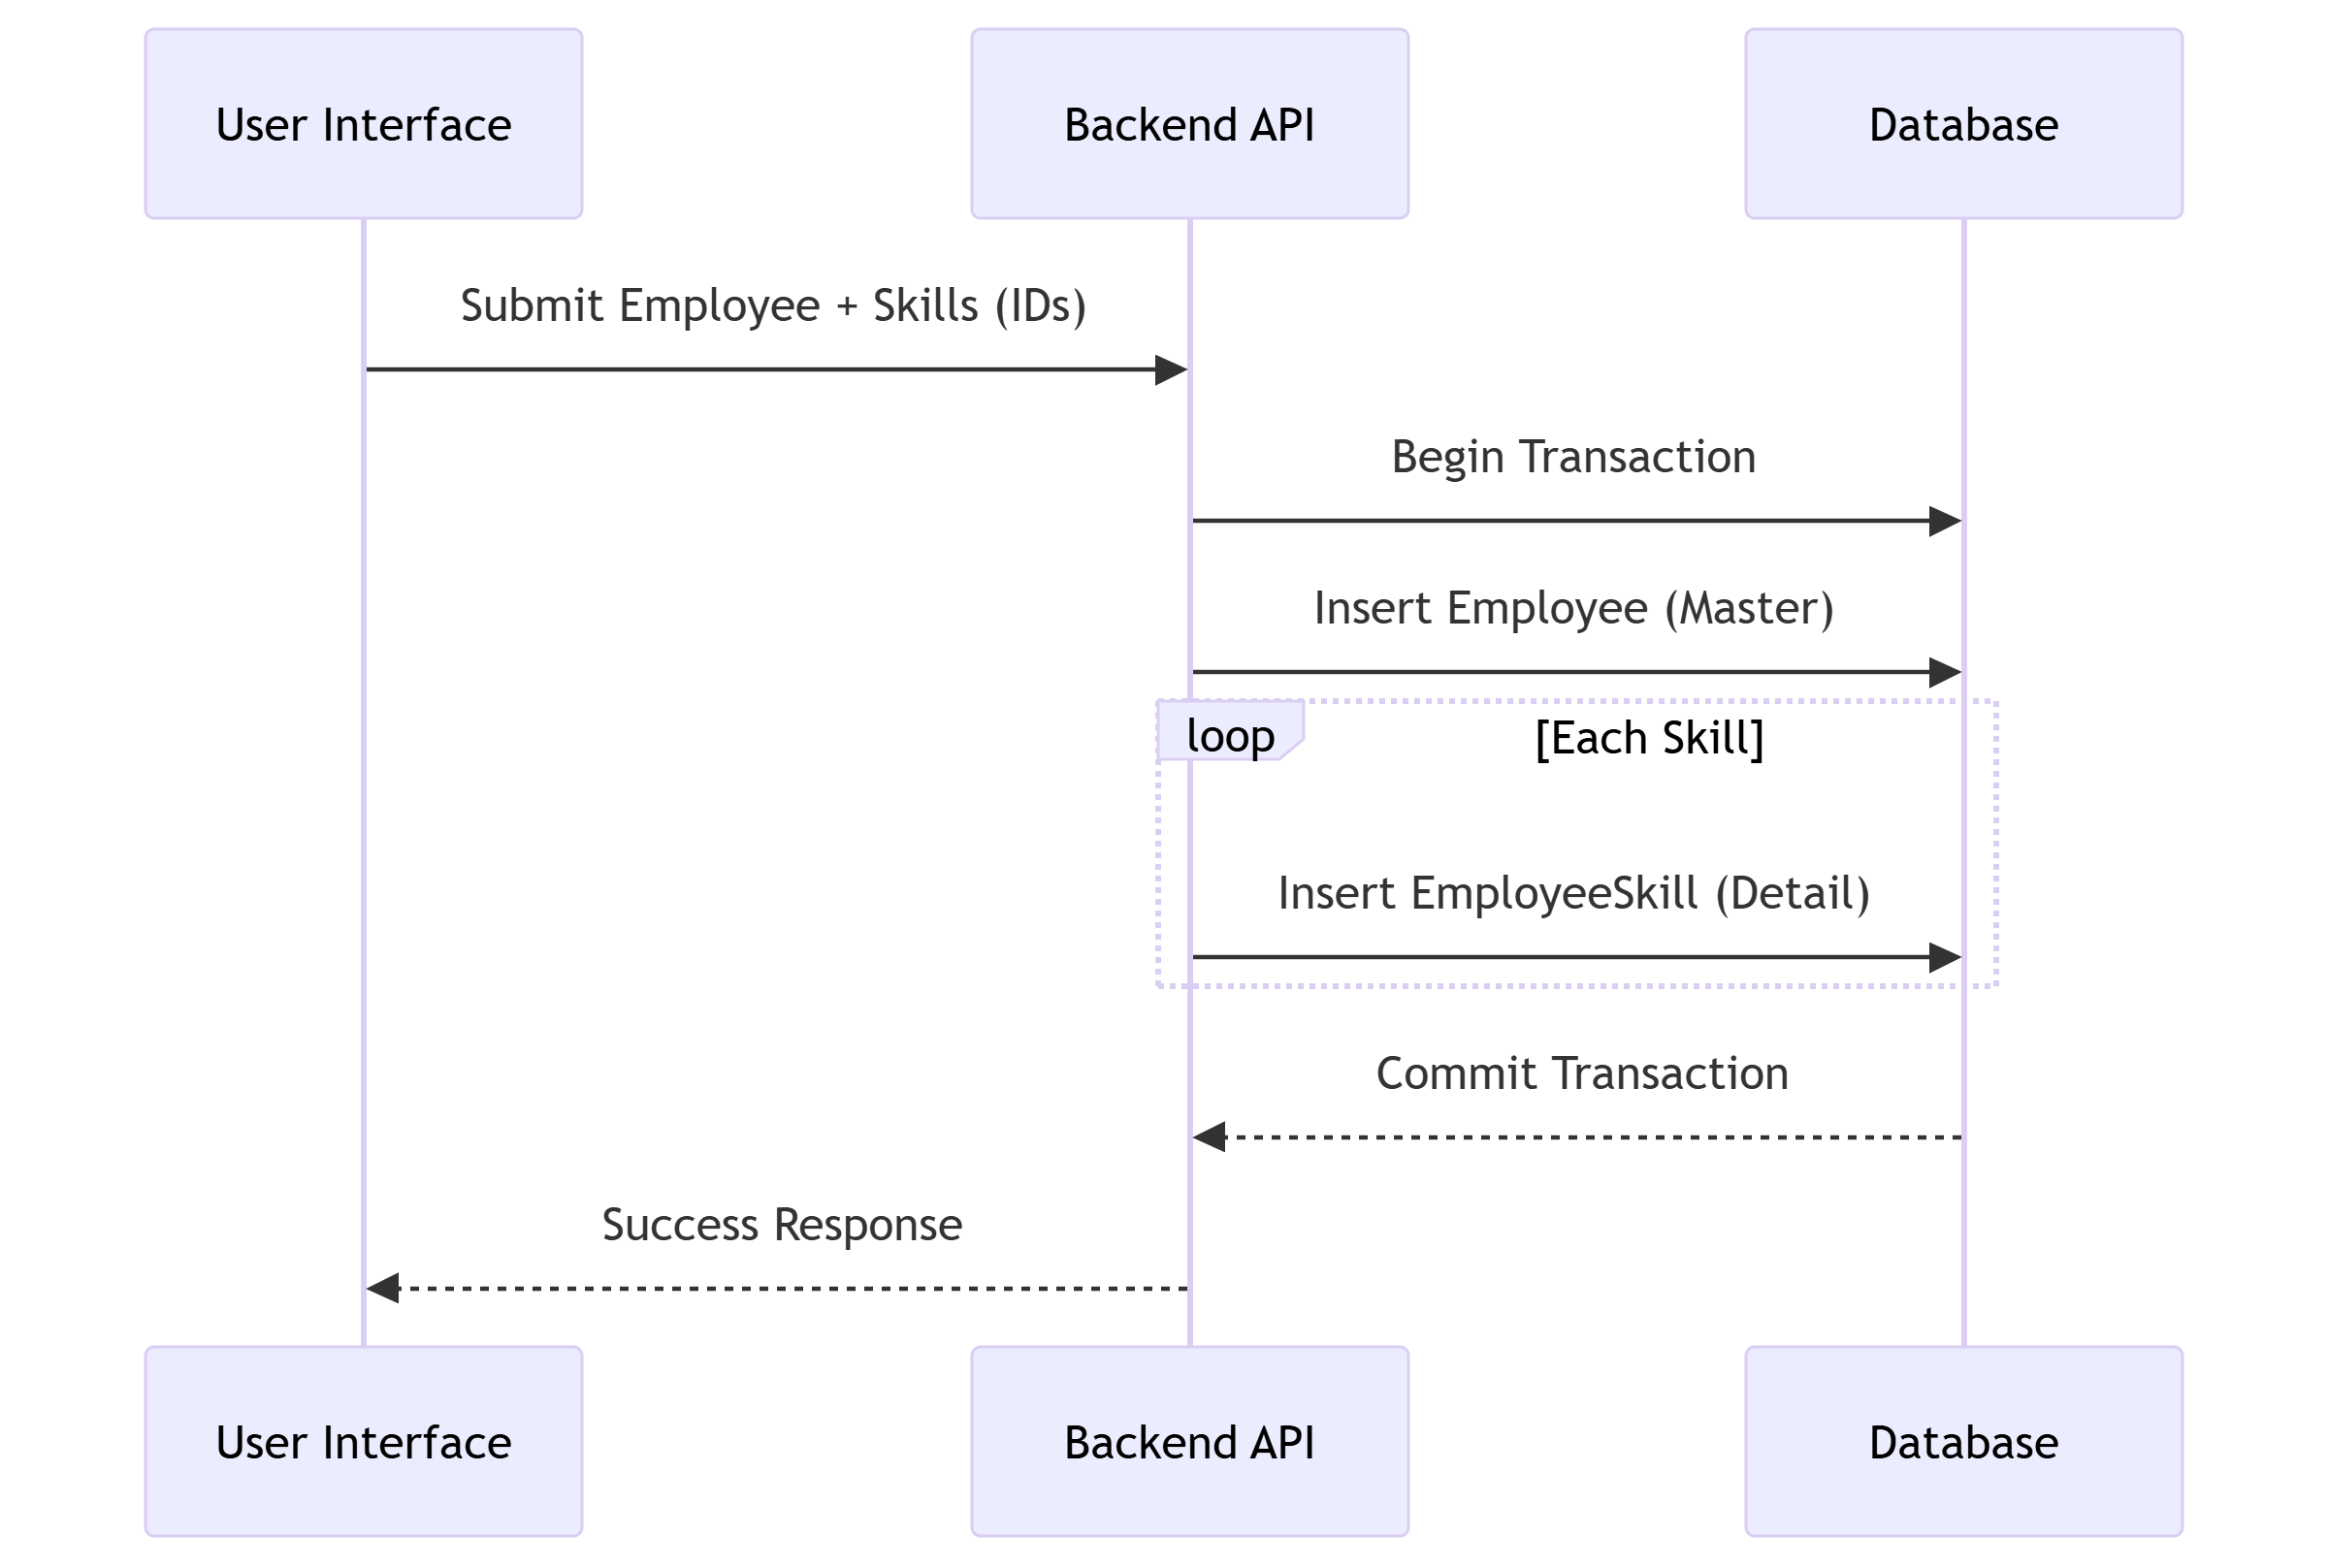 User Interface
Backend API
Database
Submit Employee + Skills (IDs)
Begin Transaction
Insert Employee (Master)
loop
[Each Skill]
Insert EmployeeSkill (Detail)
Commit Transaction
Success Response
User Interface
Backend API
Database